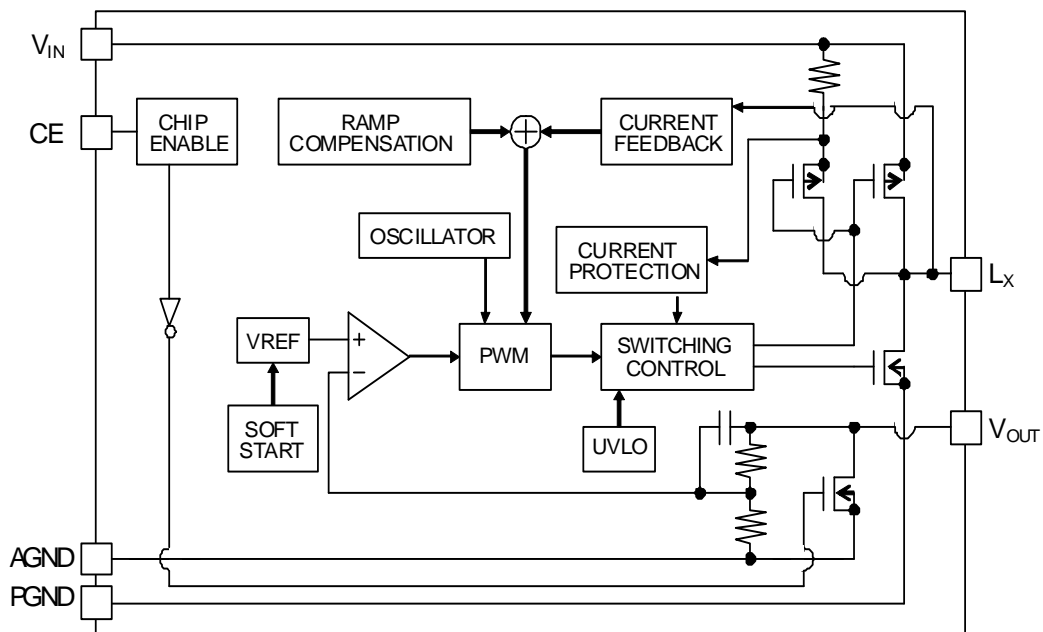 VIN
CE
CHIP
ENABLE
RAMP
COMPENSATION
+
CURRENT
FEEDBACK
OSCILLATOR
CURRENT
PROTECTION
LX
VREF
+
−
PWM
SWITCHING
CONTROL
SOFT
START
UVLO
VOUT
AGND
PGND